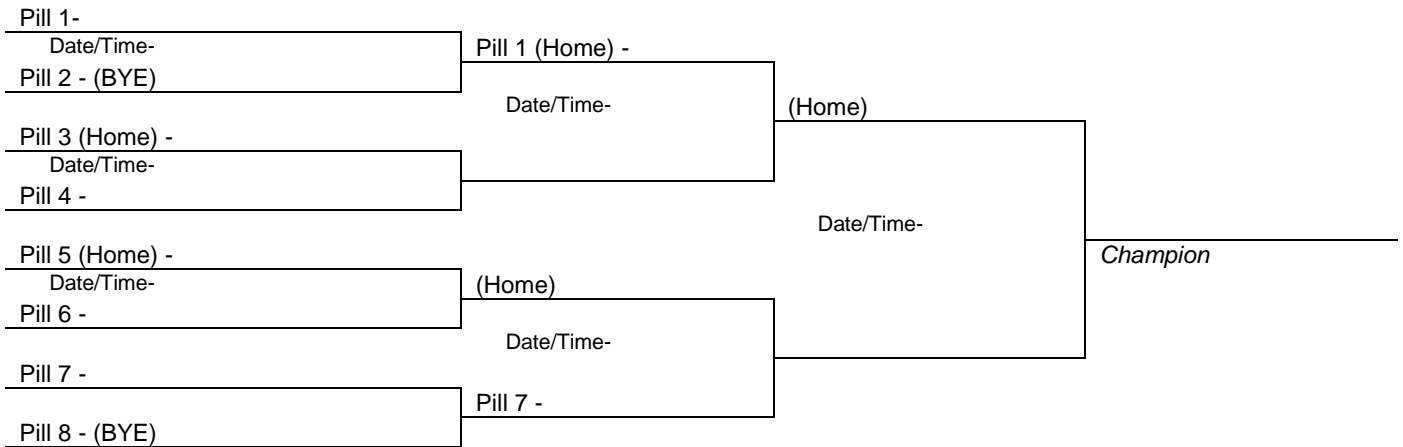 Pill 1-
Date/Time-
Pill 1 (Home) -
Pill 2 - (BYE)
Date/Time-
(Home)
Pill 3 (Home) -
Date/Time-
Pill 4 -
Date/Time-
Pill 5 (Home) -
Champion
Date/Time-
(Home)
Pill 6 -
Date/Time-
Pill 7 -
Pill 7 -
Pill 8 - (BYE)